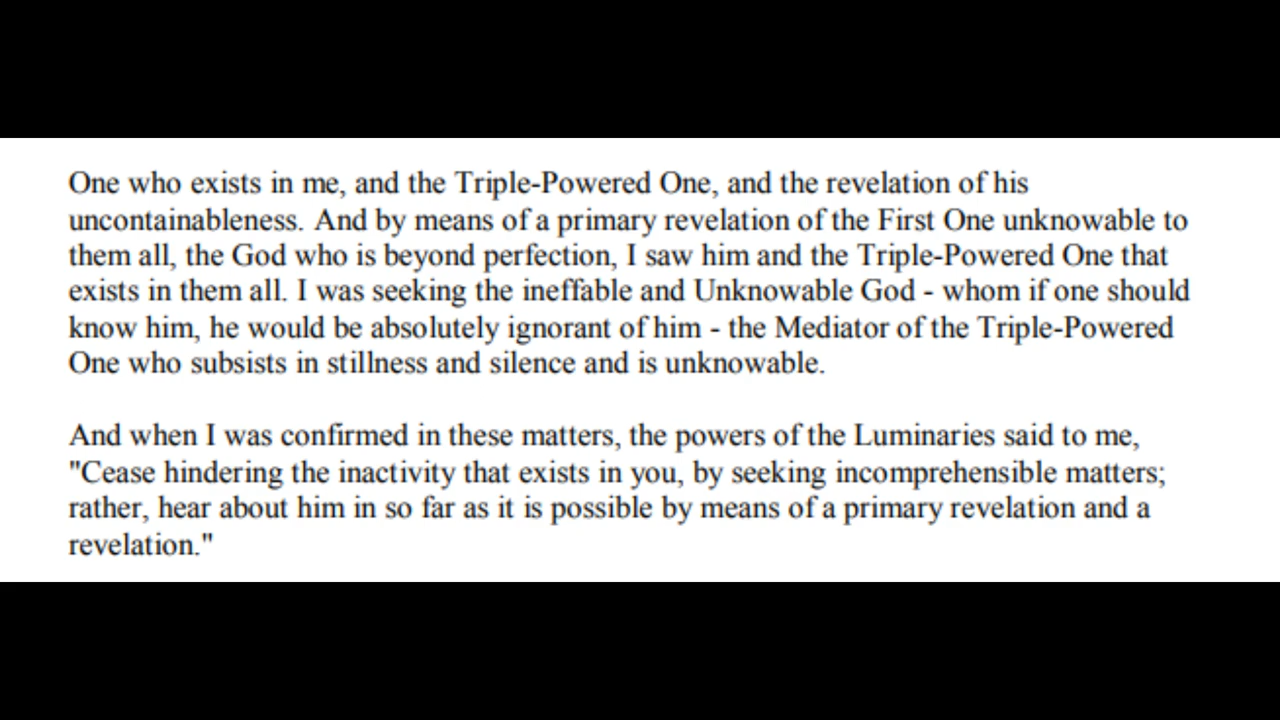 One who exists in me, and the Triple-Powered One, and the revelation of his
uncontainableness. And by means of a primary revelation of the First One unknowable to
them all, the God who is beyond perfection, I saw him and the Triple-Powered One that
exists in them all. I was seeking the ineffable and Unknowable God - whom if one should
know him, he would be absolutely ignorant of him - the Mediator of the Triple-Powered
One who subsists in stillness and silence and is unknowable.
And when I was confirmed in these matters, the powers of the Luminaries said to me,
"Cease hindering the inactivity that exists in you, by seeking incomprehensible matters;
rather, hear about him in so far as it is possible by means of a primary revelation and a
revelation."